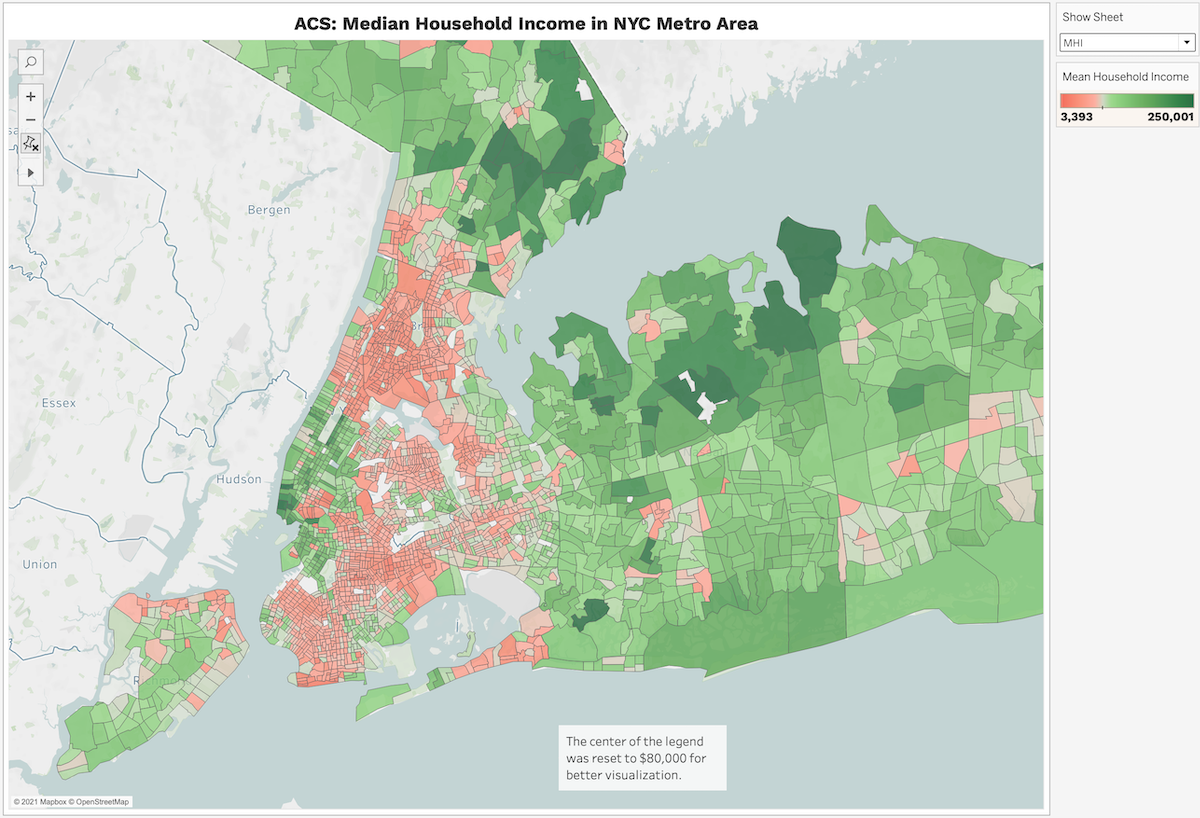 ACS: Median Household Income in NYC Metro Area
Show Sheet
MHI
Mean Household Income
3,393 250,001
Bergen
Essex
Hudson
Union
The center of the legend
was reset to $80,000 for
better visualization.
© 2021 Mapbox © OpenStreetMap